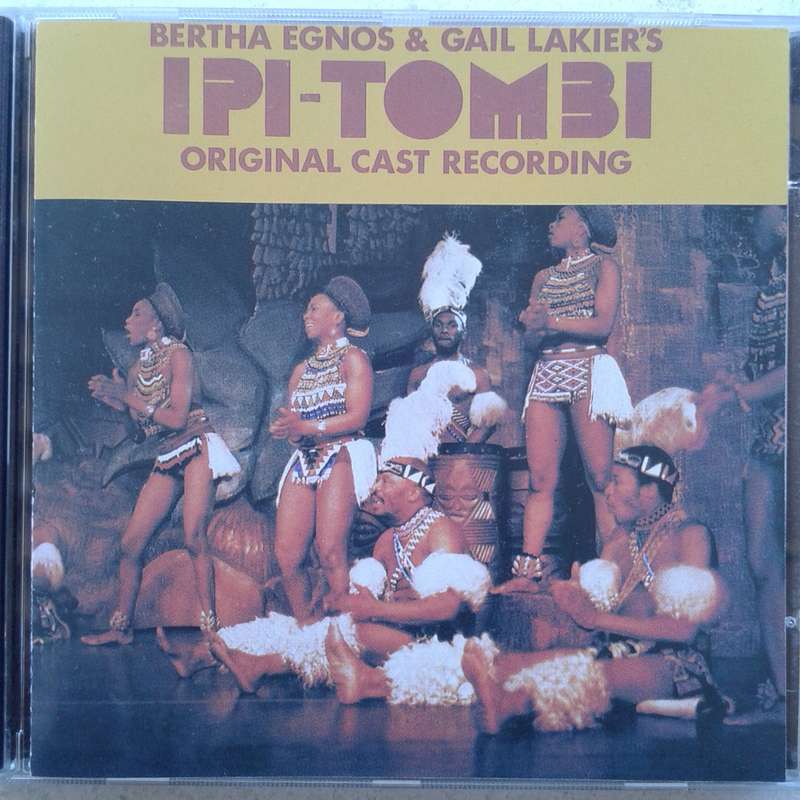 BERTHA EGNOS & GAIL LAKIER'S
IPI-TOMBI
ORIGINAL CAST RECORDING